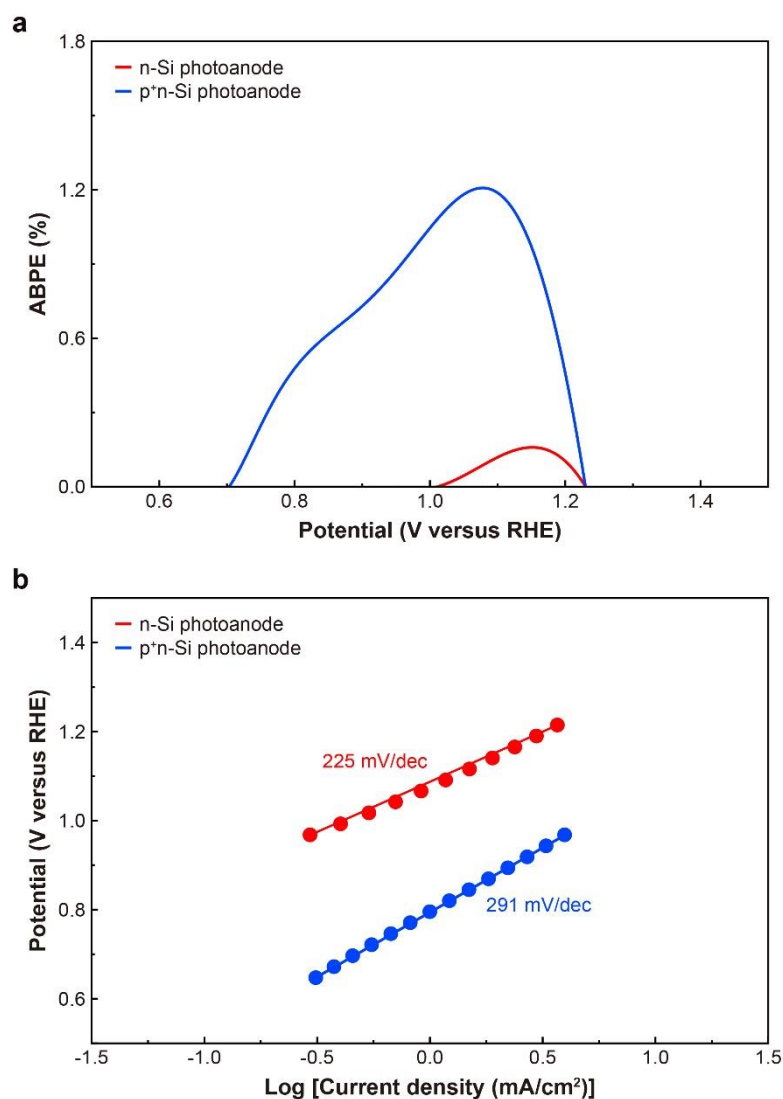 a
1.8
n-Si photoanode
p⁺n-Si photoanode
1.2
ABPE (%)
0.6
0.0
0.6 0.8 1.0 1.2 1.4
Potential (V versus RHE)
b
n-Si photoanode
p⁺n-Si photoanode
1.4
1.2
225 mV/dec
Potential (V versus RHE)
1.0
0.8
291 mV/dec
0.6
-1.5 -1.0 -0.5 0.0 0.5 1.0 1.5
Log [Current density (mA/cm²)]